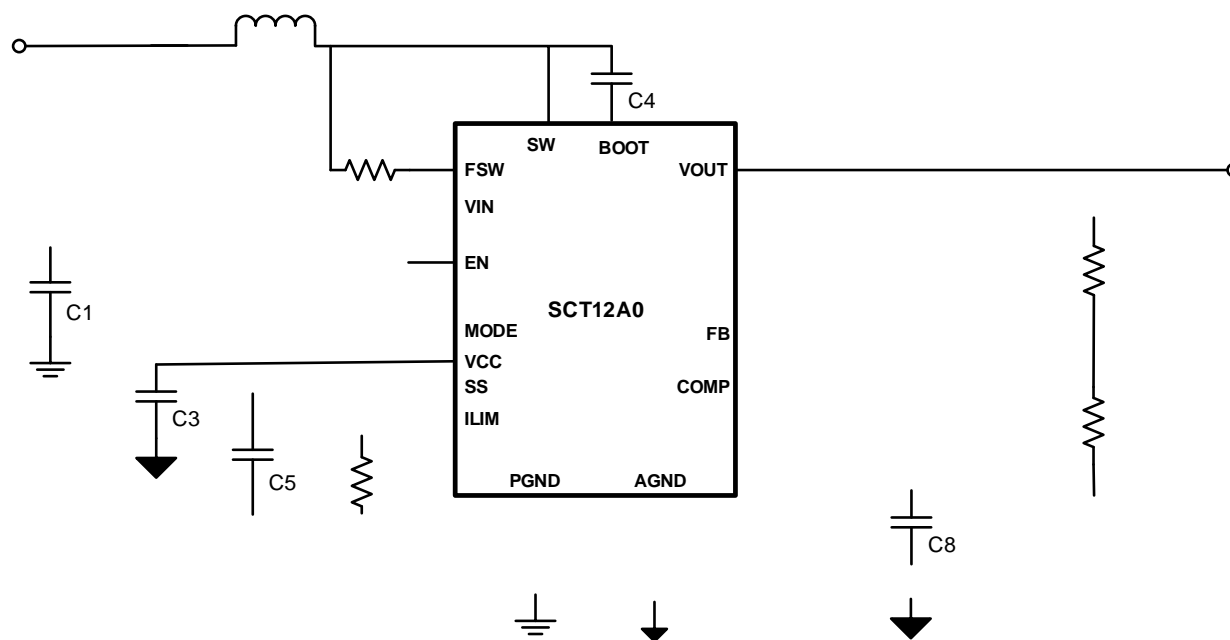 C4
SW
BOOT
FSW
VOUT
VIN
EN
C1
SCT12A0
MODE
FB
VCC
SS
COMP
C3
ILIM
C5
PGND
AGND
C8